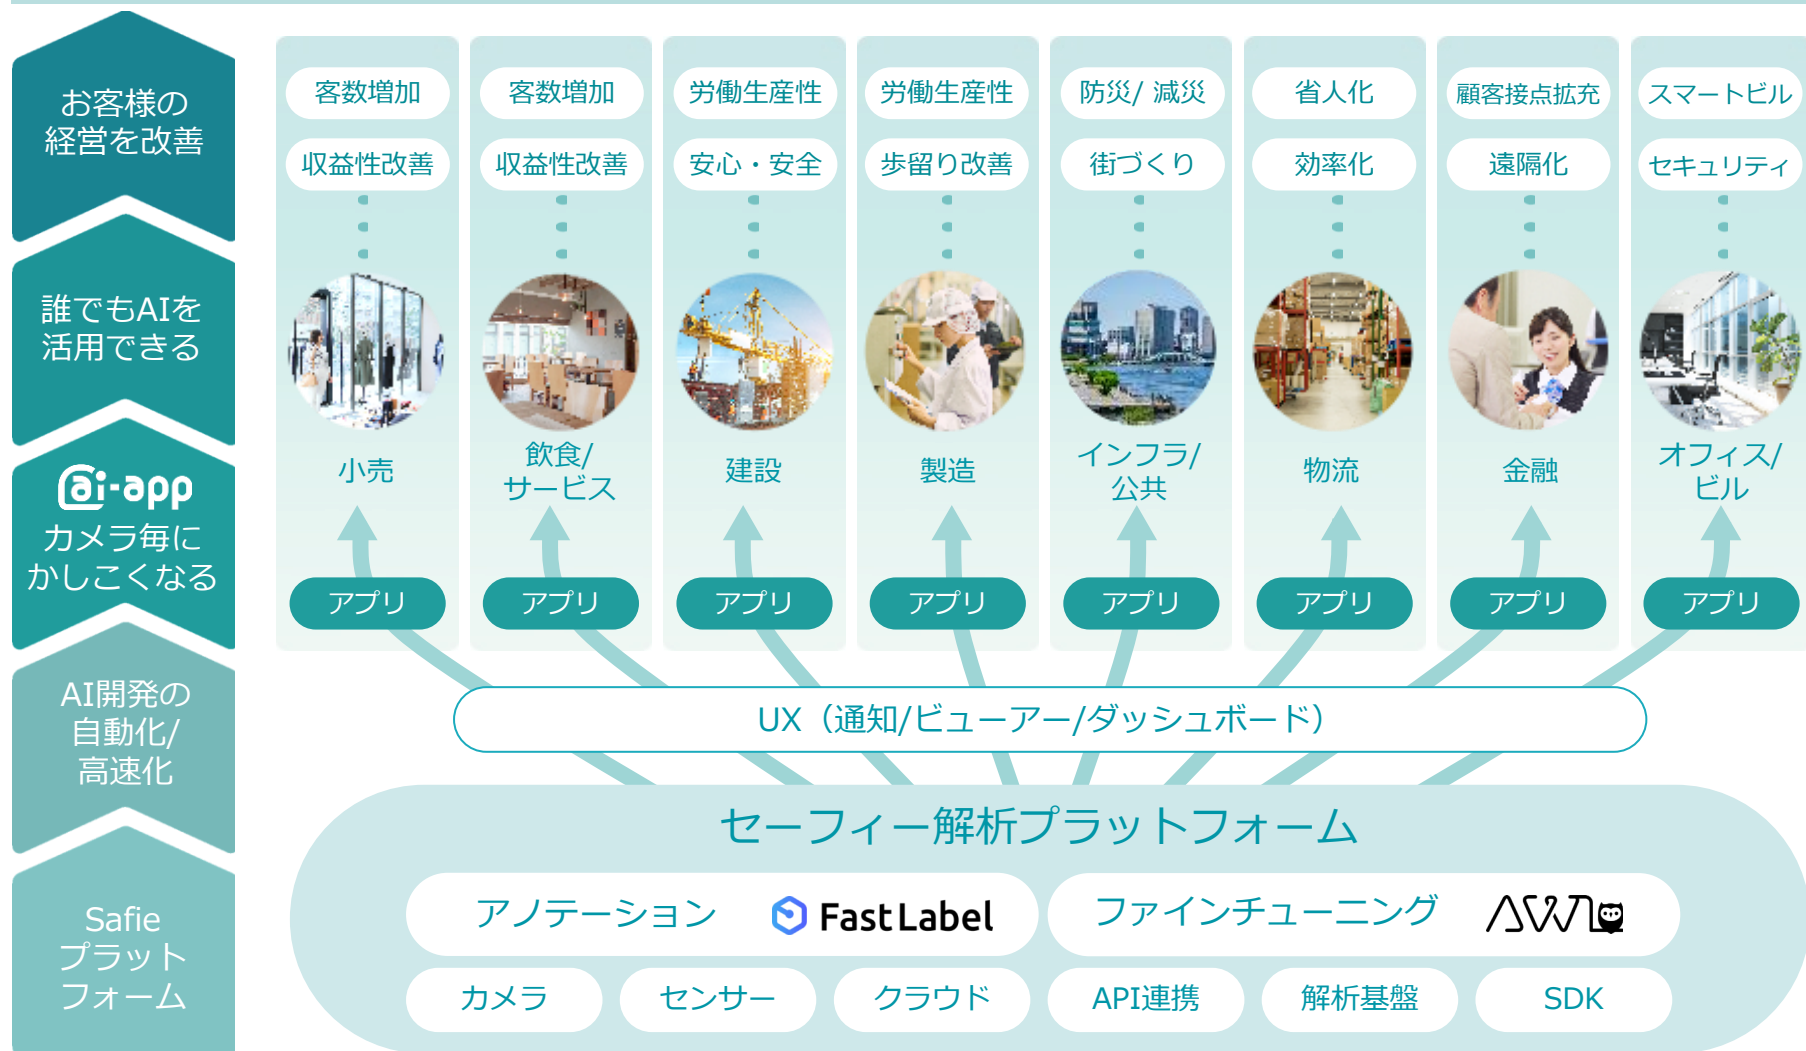 お客様の
経営を改善
誰でもAIを
活用できる
ai-app
カメラ毎に
かしこくなる
AI開発の
自動化/
高速化
Safie
プラット
フォーム
客数増加
収益性改善
小売
アプリ
客数増加
収益性改善
飲食/
サービス
アプリ
労働生産性
安心・安全
建設
アプリ
労働生産性
歩留り改善
製造
アプリ
防災/ 減災
街づくり
インフラ/
公共
アプリ
省人化
効率化
物流
アプリ
顧客接点拡充
遠隔化
金融
アプリ
スマートビル
セキュリティ
オフィス/
ビル
アプリ
UX（通知/ビューアー/ダッシュボード）
セーフィー解析プラットフォーム
アノテーション FastLabel
ファインチューニング AWL
カメラ
センサー
クラウド
API連携
解析基盤
SDK